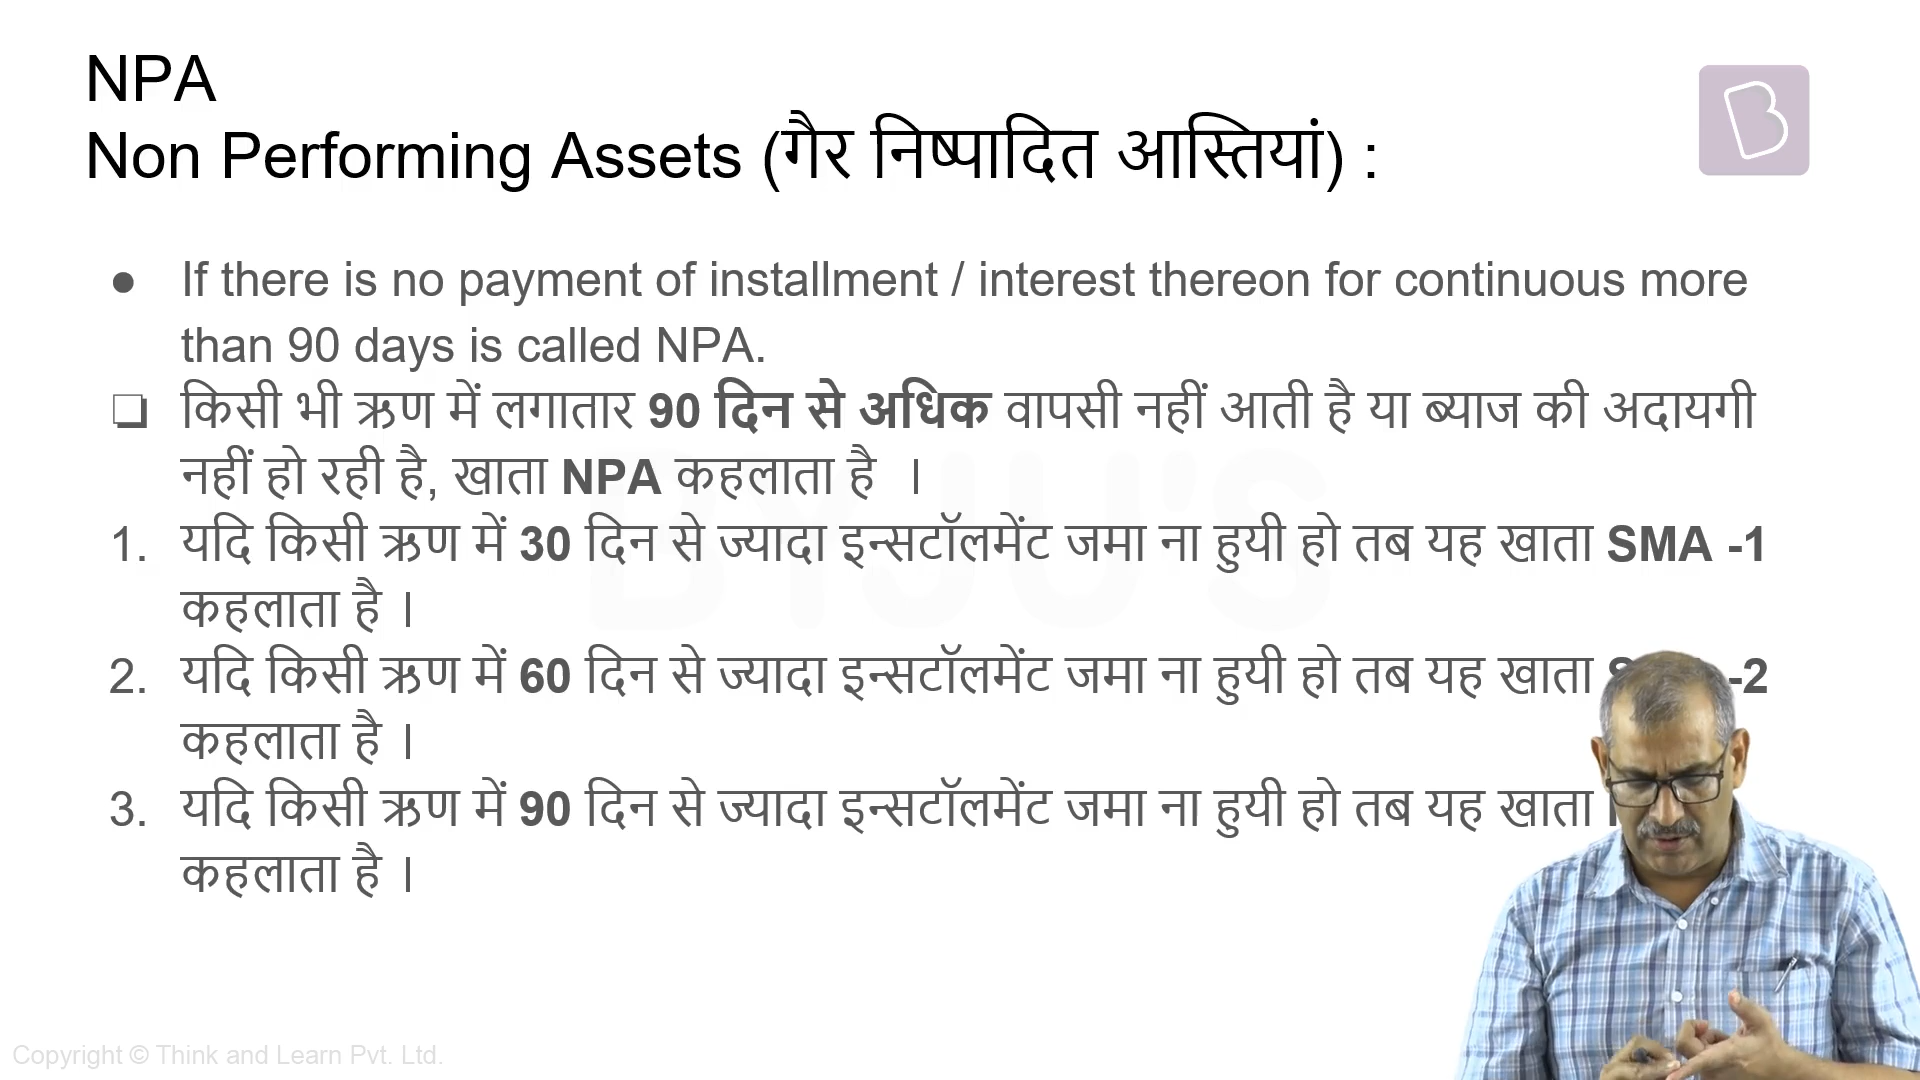 NPA
Non Performing Assets (गैर निष्पादित आस्तियां) :
● If there is no payment of installment / interest thereon for continuous more
than 90 days is called NPA.
❏ किसी भी ऋण में लगातार 90 दिन से अधिक वापसी नहीं आती है या ब्याज की अदायगी
नहीं हो रही है, खाता NPA कहलाता है ।
1. यदि किसी ऋण में 30 दिन से ज्यादा इन्सटॉलमेंट जमा ना हुयी हो तब यह खाता SMA -1
कहलाता है ।
2. यदि किसी ऋण में 60 दिन से ज्यादा इन्सटॉलमेंट जमा ना हुयी हो तब यह खाता -2
कहलाता है ।
3. यदि किसी ऋण में 90 दिन से ज्यादा इन्सटॉलमेंट जमा ना हुयी हो तब यह खाता
कहलाता है ।
BYJU'S
Copyright © Think and Learn Pvt. Ltd.